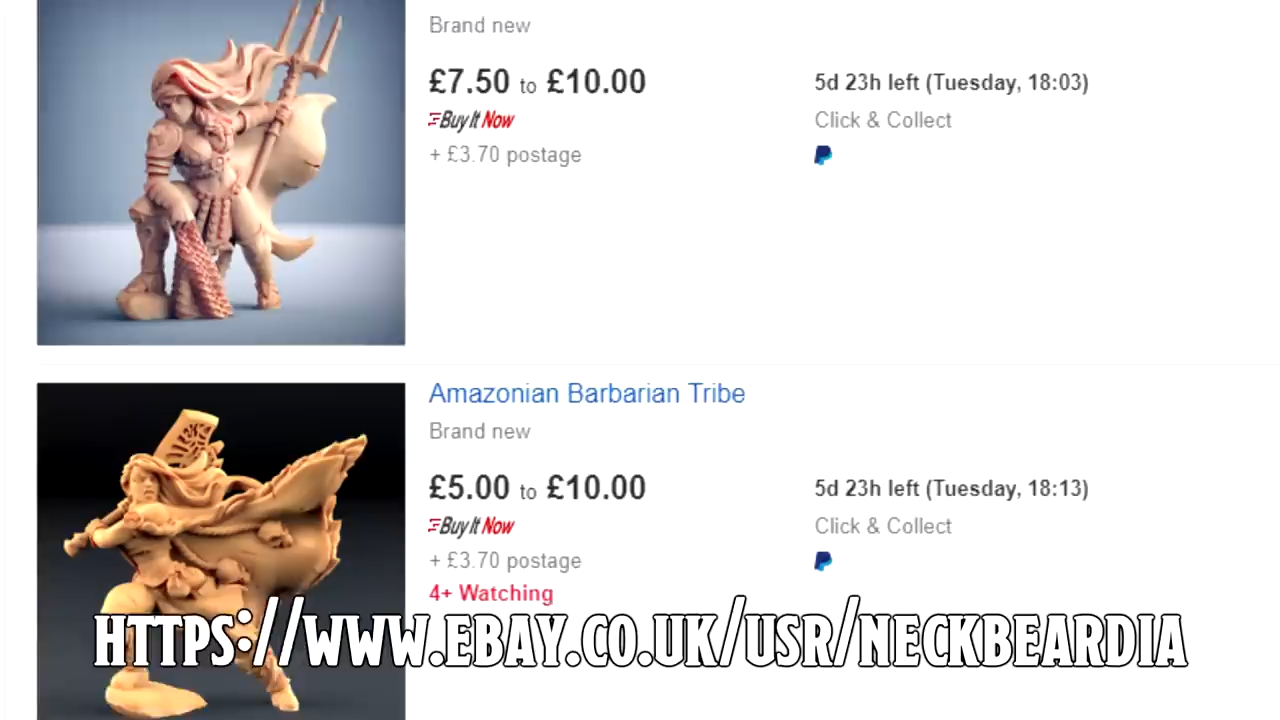 Brand new
£7.50 to £10.00
5d 23h left (Tuesday, 18:03)
Buy It Now
Click & Collect
+ £3.70 postage
Amazonian Barbarian Tribe
Brand new
£5.00 to £10.00
5d 23h left (Tuesday, 18:13)
Buy It Now
Click & Collect
+ £3.70 postage
4+ Watching
HTTPS://WWW.EBAY.CO.UK/USR/NECKBEARDIA